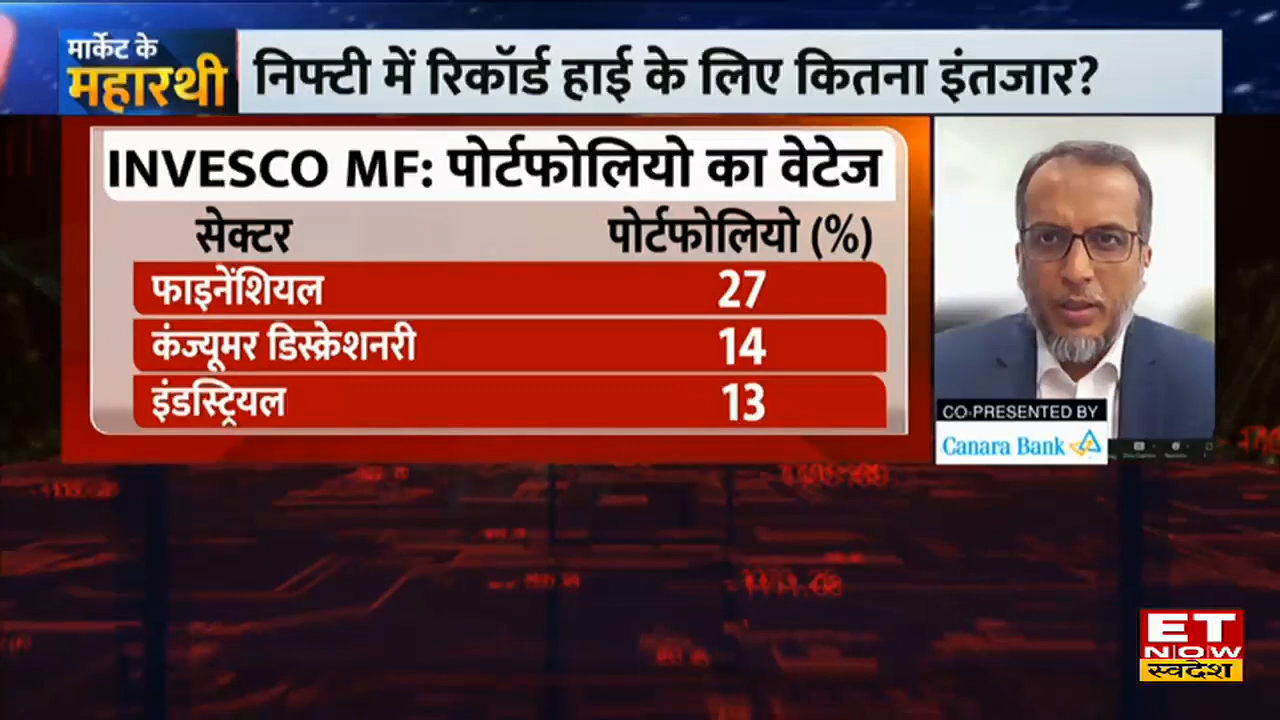 मार्केट के
महारथी
निफ्टी में रिकॉर्ड हाई के लिए कितना इंतजार?
INVESCO MF: पोर्टफोलियो का वेटेज
सेक्टर पोर्टफोलियो (%)
फाइनेंशियल 27
कंज्यूमर डिस्क्रेशनरी 14
इंडस्ट्रियल 13
CO-PRESENTED BY
Canara Bank
ET
NOW
स्वदेश